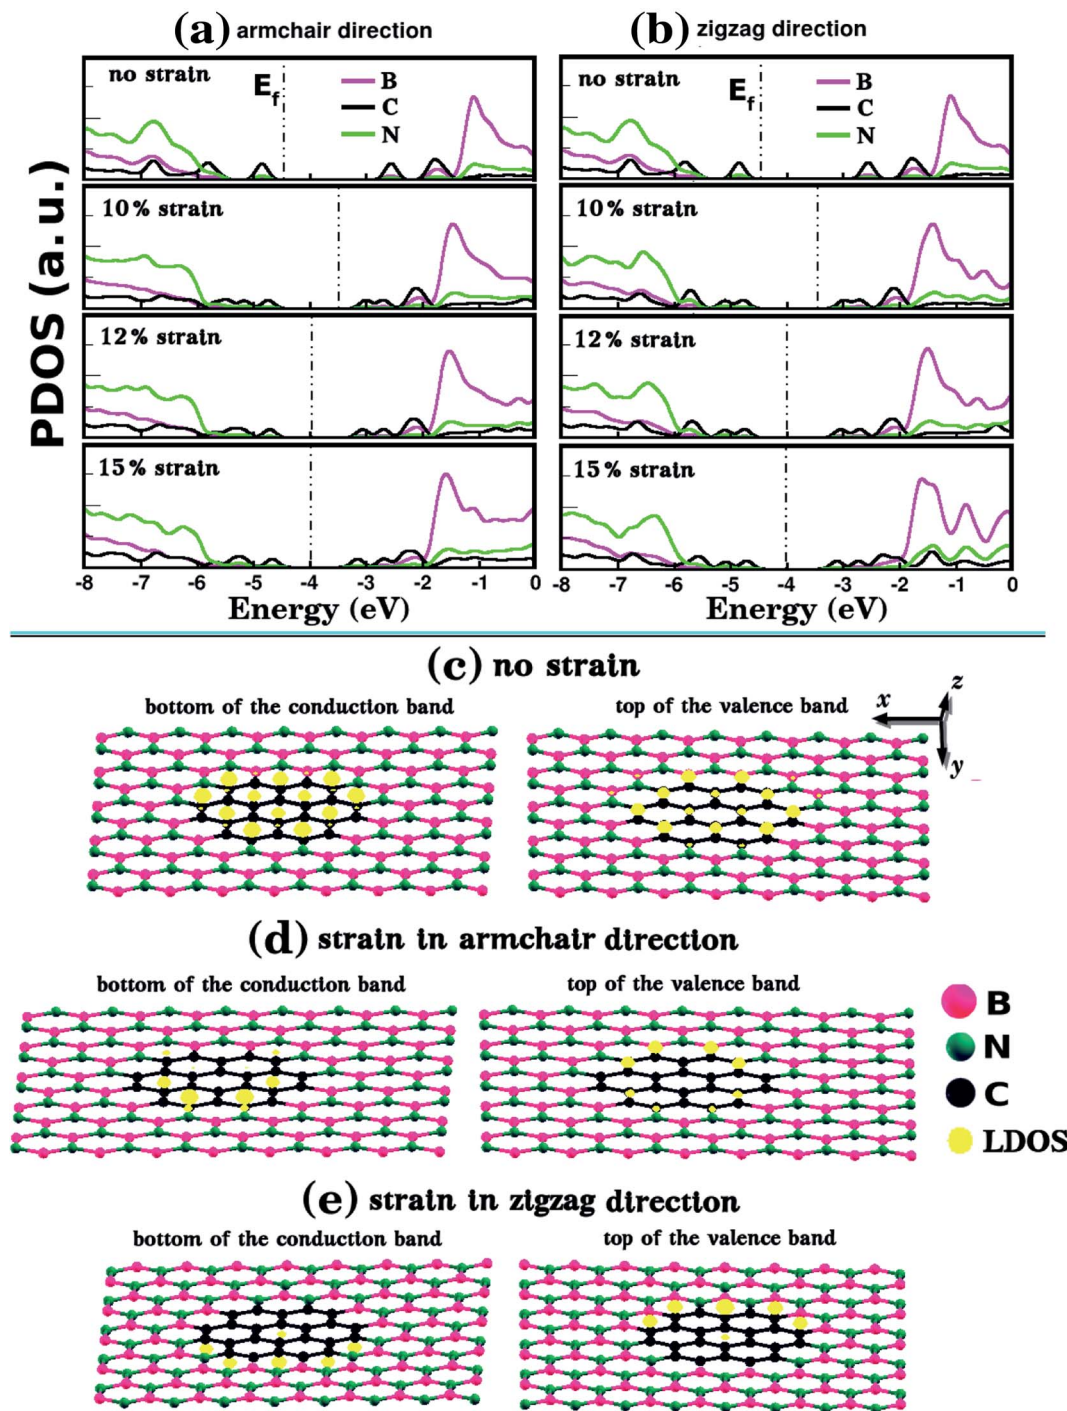 (a) armchair direction
(b) zigzag direction
PDOS (a.u.)
no strain
E_f
B
C
N
no strain
E_f
B
C
N
10% strain
10% strain
12% strain
12% strain
15% strain
15% strain
-8 -7 -6 -5 -4 -3 -2 -1 0
-8 -7 -6 -5 -4 -3 -2 -1 0
Energy (eV)
Energy (eV)
(c) no strain
bottom of the conduction band
top of the valence band
x
z
y
(d) strain in armchair direction
bottom of the conduction band
top of the valence band
B
N
C
LDOS
(e) strain in zigzag direction
bottom of the conduction band
top of the valence band